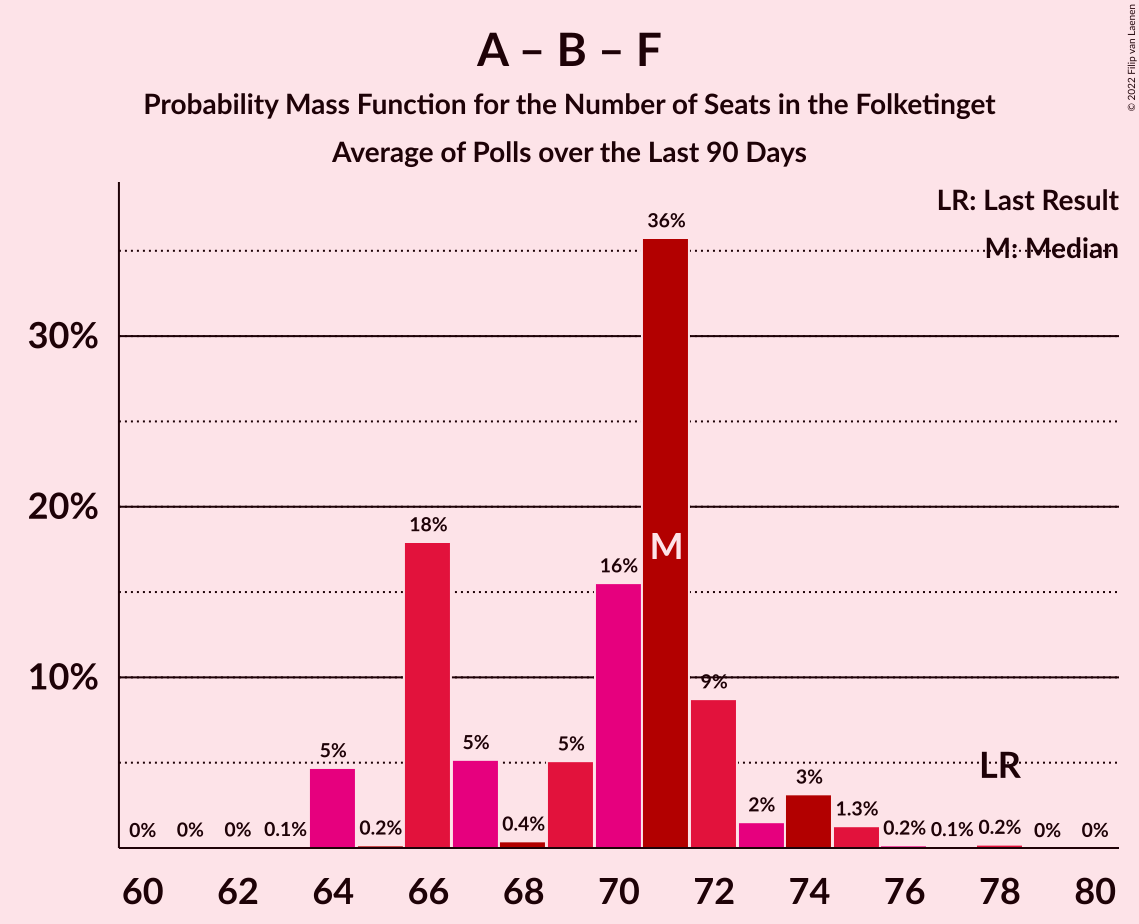 A – B – F
Probability Mass Function for the Number of Seats in the Folketinget
Average of Polls over the Last 90 Days
© 2022 Filip van Laenen
LR: Last Result
M: Median
36%
30%
20%
18%
M
16%
10%
9%
5%
5%
5%
LR
3%
2%
1.3%
0% 0% 0% 0.1% 0.2% 0.4% 0.2% 0.1% 0.2% 0% 0%
60 62 64 66 68 70 72 74 76 78 80